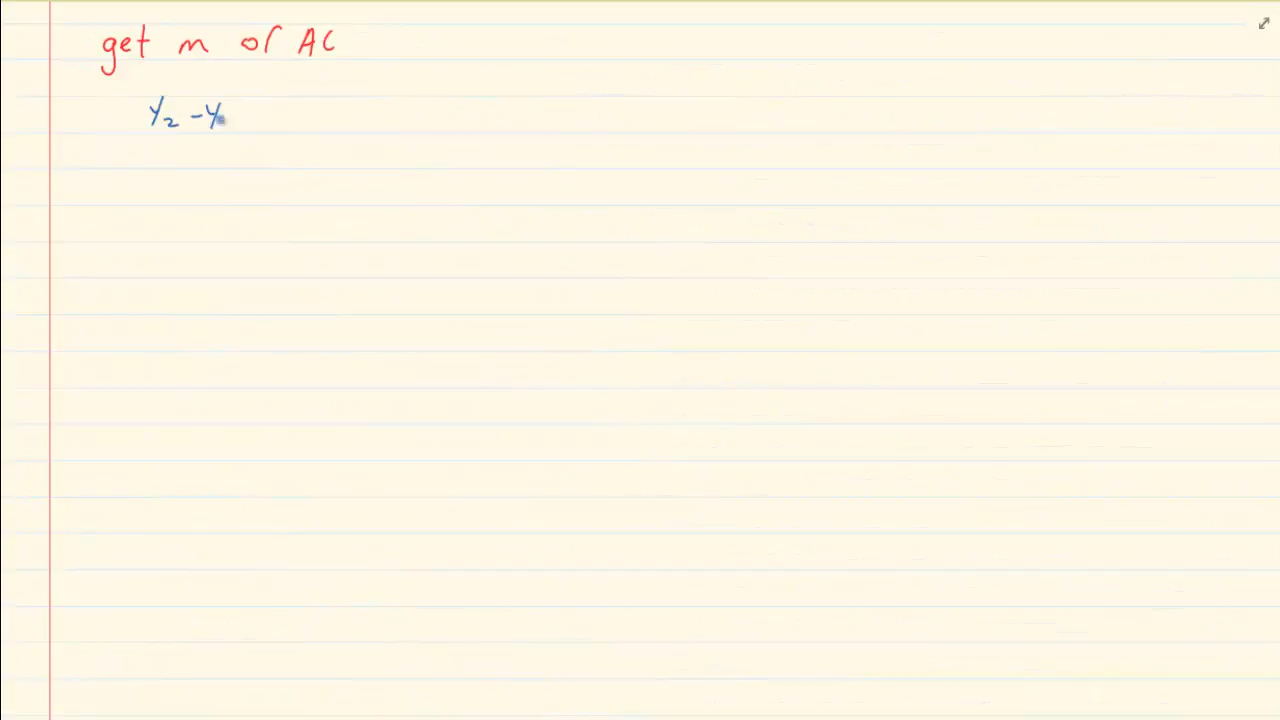 get m of AC
y₂ - y